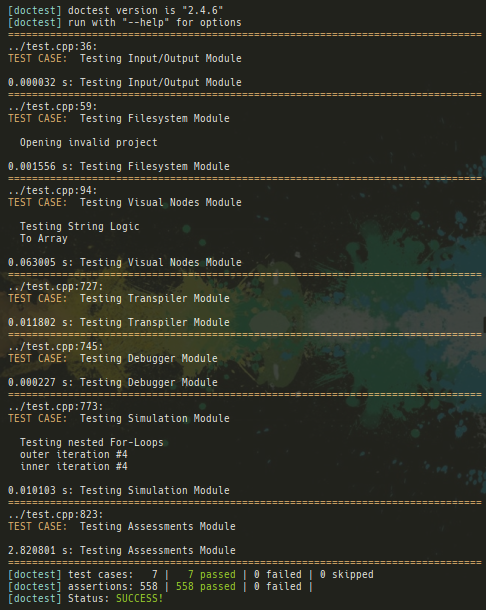 [doctest] doctest version is "2.4.6"
[doctest] run with "--help" for options
===============================================================================
../test.cpp:36:
TEST CASE:  Testing Input/Output Module

0.000032 s: Testing Input/Output Module
===============================================================================
../test.cpp:59:
TEST CASE:  Testing Filesystem Module

  Opening invalid project

0.001556 s: Testing Filesystem Module
===============================================================================
../test.cpp:94:
TEST CASE:  Testing Visual Nodes Module

  Testing String Logic
  To Array

0.063005 s: Testing Visual Nodes Module
===============================================================================
../test.cpp:727:
TEST CASE:  Testing Transpiler Module

0.011802 s: Testing Transpiler Module
===============================================================================
../test.cpp:745:
TEST CASE:  Testing Debugger Module

0.000227 s: Testing Debugger Module
===============================================================================
../test.cpp:773:
TEST CASE:  Testing Simulation Module

  Testing nested For-Loops
  outer iteration #4
  inner iteration #4

0.010103 s: Testing Simulation Module
===============================================================================
../test.cpp:823:
TEST CASE:  Testing Assessments Module

2.820801 s: Testing Assessments Module
===============================================================================
[doctest] test cases:   7 |   7 passed | 0 failed | 0 skipped
[doctest] assertions: 558 | 558 passed | 0 failed |
[doctest] Status: SUCCESS!